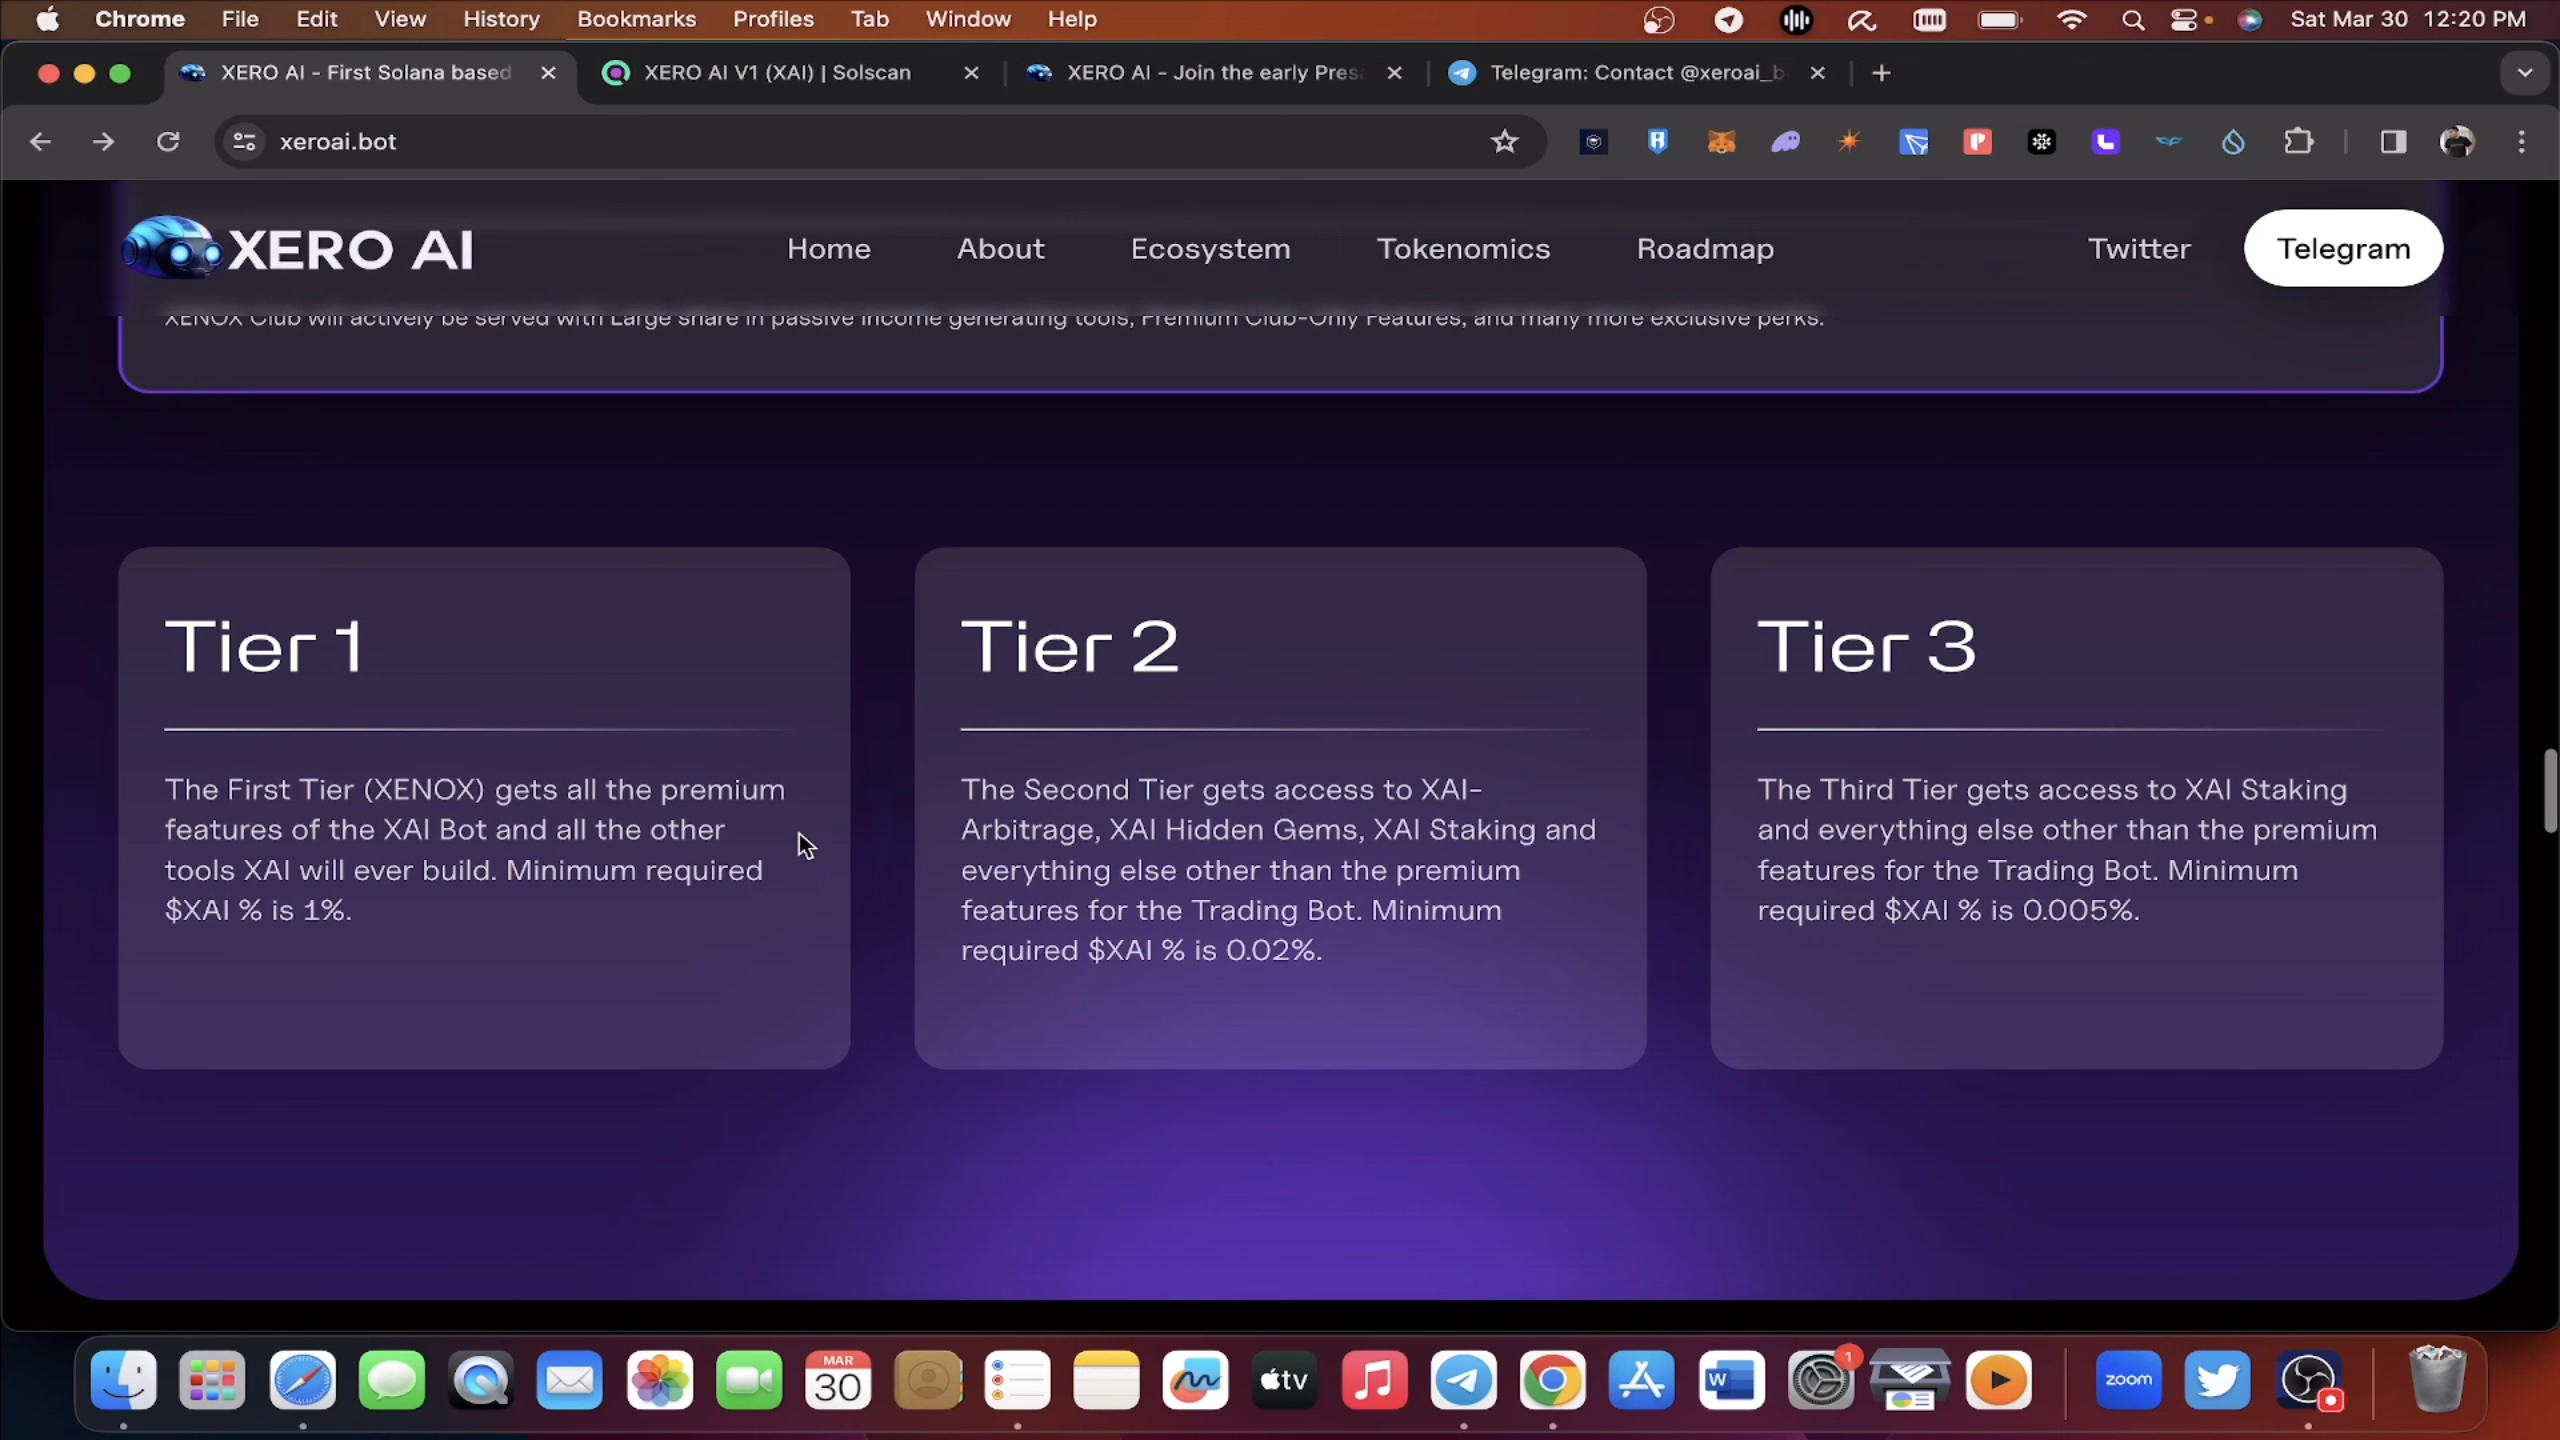 Chrome File Edit View History Bookmarks Profiles Tab Window Help Sat Mar 30 12:20 PM
XERO AI - First Solana based XERO AI V1 (XAI) | Solscan XERO AI - Join the early Presa Telegram: Contact @xeroai_b
xeroai.bot
XERO AI Home About Ecosystem Tokenomics Roadmap Twitter Telegram
XENOX Club will actively be served with Large share in passive income generating tools, Premium Club-Only Features, and many more exclusive perks.
Tier 1
The First Tier (XENOX) gets all the premium
features of the XAI Bot and all the other
tools XAI will ever build. Minimum required
$XAI % is 1%.
Tier 2
The Second Tier gets access to XAI-
Arbitrage, XAI Hidden Gems, XAI Staking and
everything else other than the premium
features for the Trading Bot. Minimum
required $XAI % is 0.02%.
Tier 3
The Third Tier gets access to XAI Staking
and everything else other than the premium
features for the Trading Bot. Minimum
required $XAI % is 0.005%.
MAR
30
tv
W
1
zoom